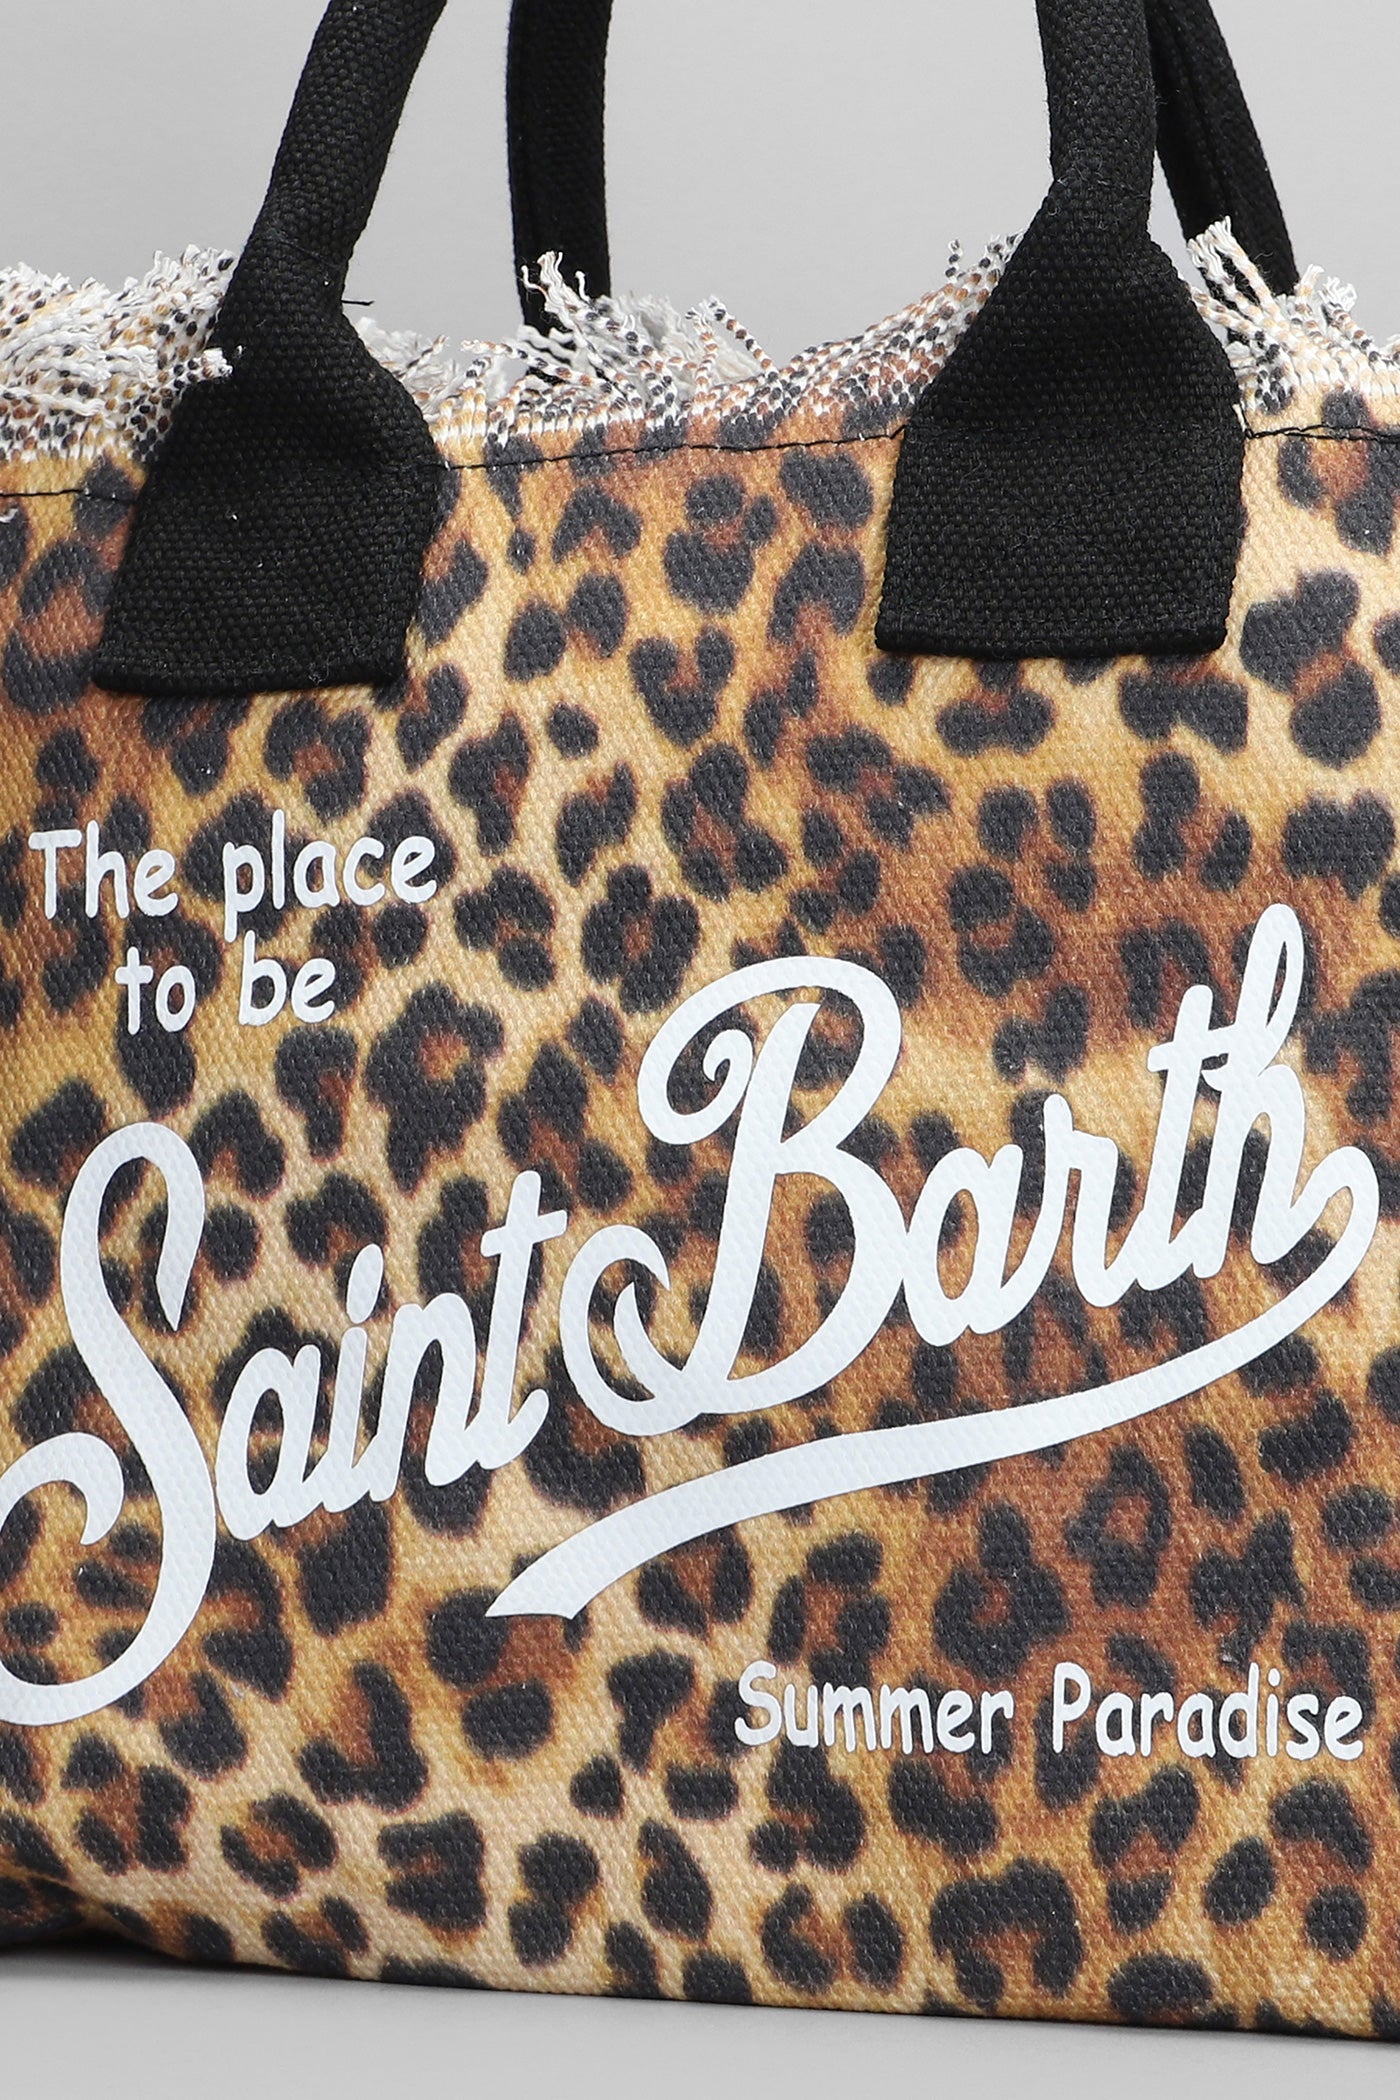 The place
to be
Saint Barth
Summer Paradise